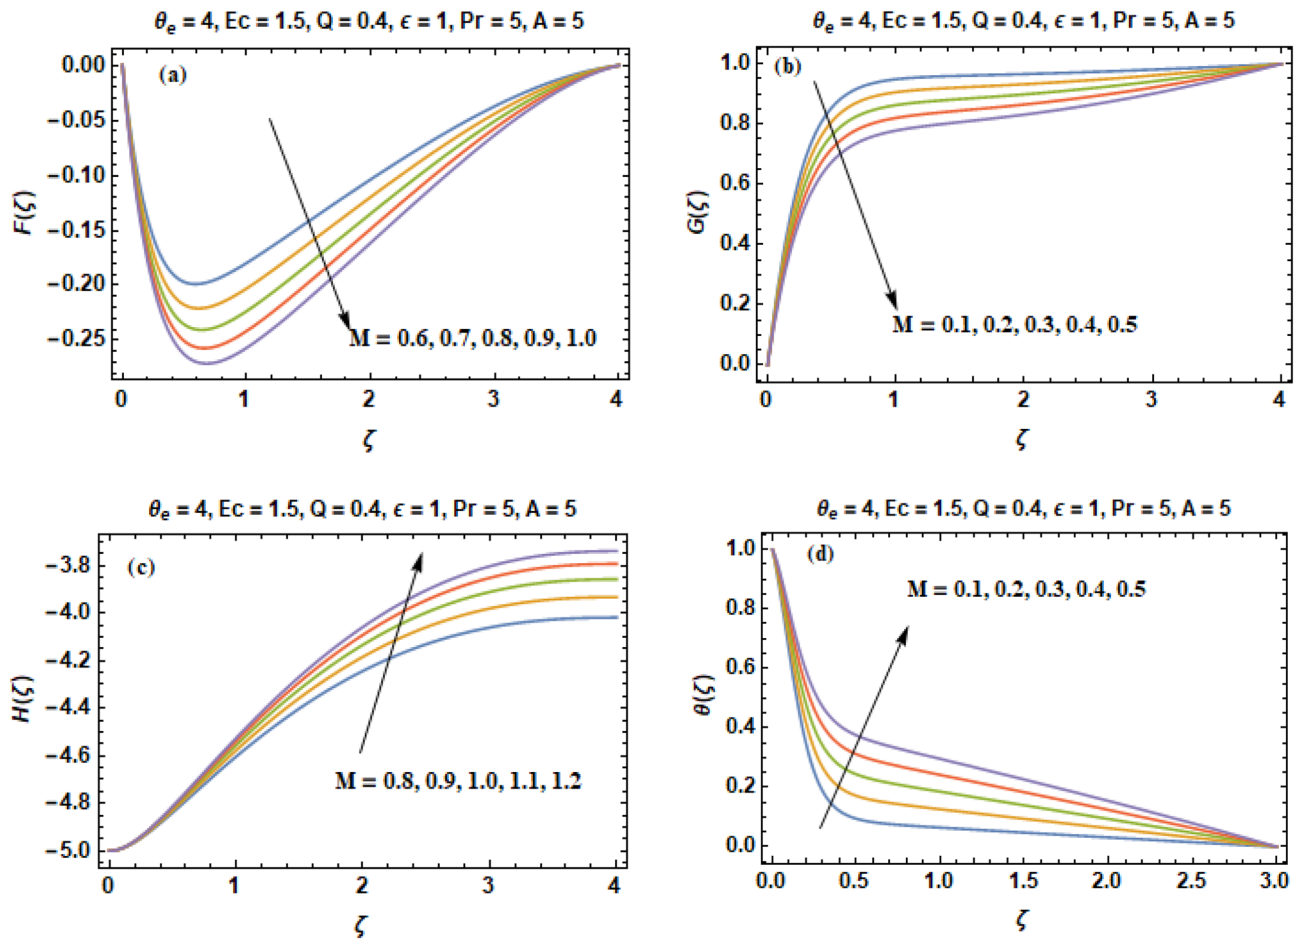 θe = 4, Ec = 1.5, Q = 0.4, ϵ = 1, Pr = 5, A = 5
(a)
0.00
−0.05
−0.10
−0.15
−0.20
−0.25
F(ζ)
M = 0.6, 0.7, 0.8, 0.9, 1.0
0 1 2 3 4
ζ
θe = 4, Ec = 1.5, Q = 0.4, ϵ = 1, Pr = 5, A = 5
(b)
1.0
0.8
0.6
0.4
0.2
0.0
G(ζ)
M = 0.1, 0.2, 0.3, 0.4, 0.5
0 1 2 3 4
ζ
θe = 4, Ec = 1.5, Q = 0.4, ϵ = 1, Pr = 5, A = 5
(c)
−3.8
−4.0
−4.2
−4.4
−4.6
−4.8
−5.0
H(ζ)
M = 0.8, 0.9, 1.0, 1.1, 1.2
0 1 2 3 4
ζ
θe = 4, Ec = 1.5, Q = 0.4, ϵ = 1, Pr = 5, A = 5
(d)
1.0
0.8
0.6
0.4
0.2
0.0
θ(ζ)
M = 0.1, 0.2, 0.3, 0.4, 0.5
0.0 0.5 1.0 1.5 2.0 2.5 3.0
ζ